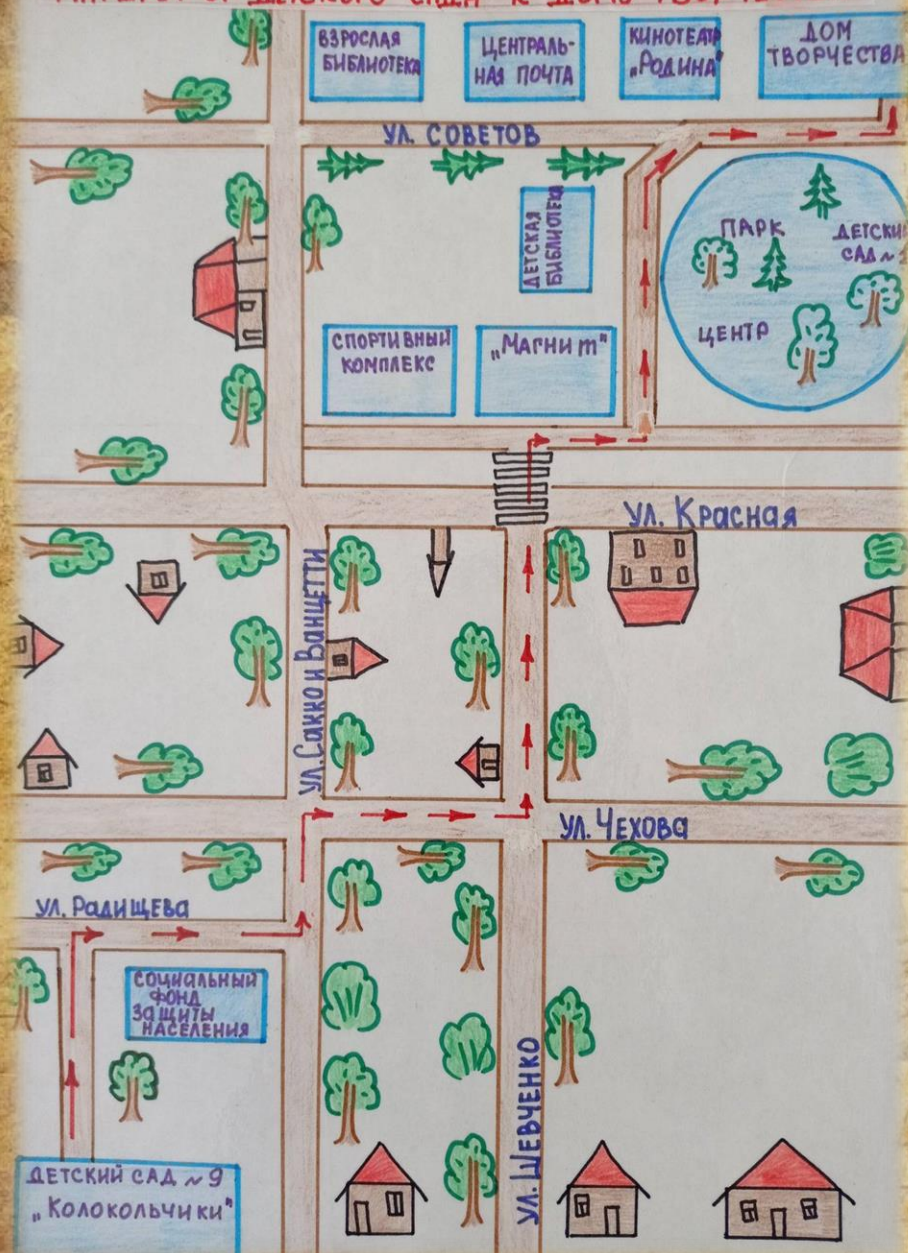 ВЗРОСЛАЯ
БИБЛИОТЕКА
ЦЕНТРАЛЬ-
НАЯ ПОЧТА
КИНОТЕАТР
„РОДИНА"
ДОМ
ТВОРЧЕСТВА
УЛ. СОВЕТОВ
ДЕТСКАЯ
БИБЛИОТЕКА
ПАРК
САД №
ЦЕНТР
СПОРТИВНЫЙ
КОМПЛЕКС
„МАГНИТ"
УЛ. КРАСНАЯ
УЛ. САККО И ВАНЦЕТТИ
УЛ. ЧЕХОВА
УЛ. РАДИЩЕВА
СОЦИАЛЬНЫЙ
ФОНД
ЗАЩИТЫ
НАСЕЛЕНИЯ
УЛ. ШЕВЧЕНКО
ДЕТСКИЙ САД №9
„КОЛОКОЛЬЧИКИ"